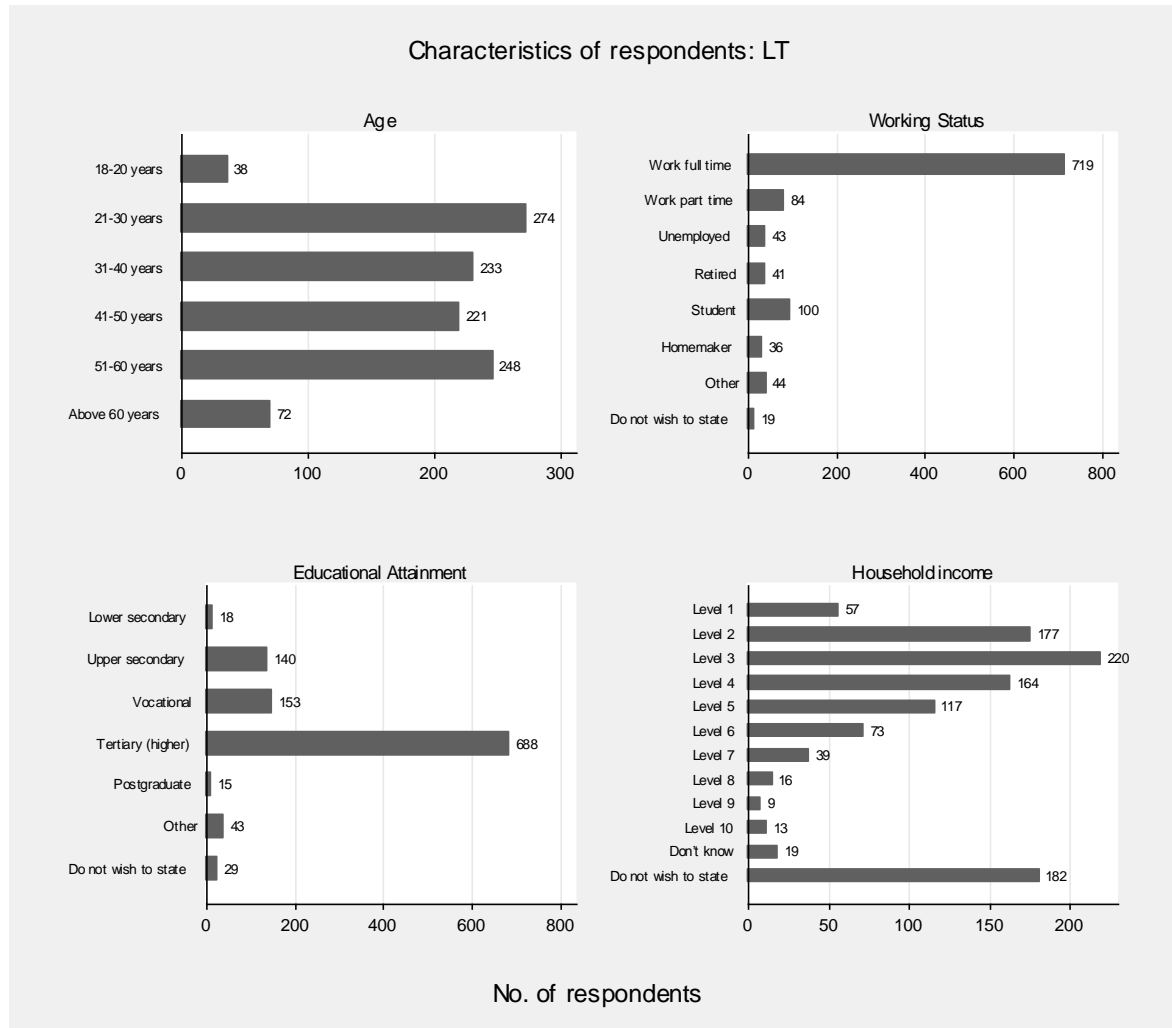 Characteristics of respondents: LT
Age
18-20 years 38
21-30 years 274
31-40 years 233
41-50 years 221
51-60 years 248
Above 60 years 72
0 100 200 300
Working Status
Work full time 719
Work part time 84
Unemployed 43
Retired 41
Student 100
Homemaker 36
Other 44
Do not wish to state 19
0 200 400 600 800
Educational Attainment
Lower secondary 18
Upper secondary 140
Vocational 153
Tertiary (higher) 688
Postgraduate 15
Other 43
Do not wish to state 29
0 200 400 600 800
Household income
Level 1 57
Level 2 177
Level 3 220
Level 4 164
Level 5 117
Level 6 73
Level 7 39
Level 8 16
Level 9 9
Level 10 13
Don't know 19
Do not wish to state 182
0 50 100 150 200
No. of respondents